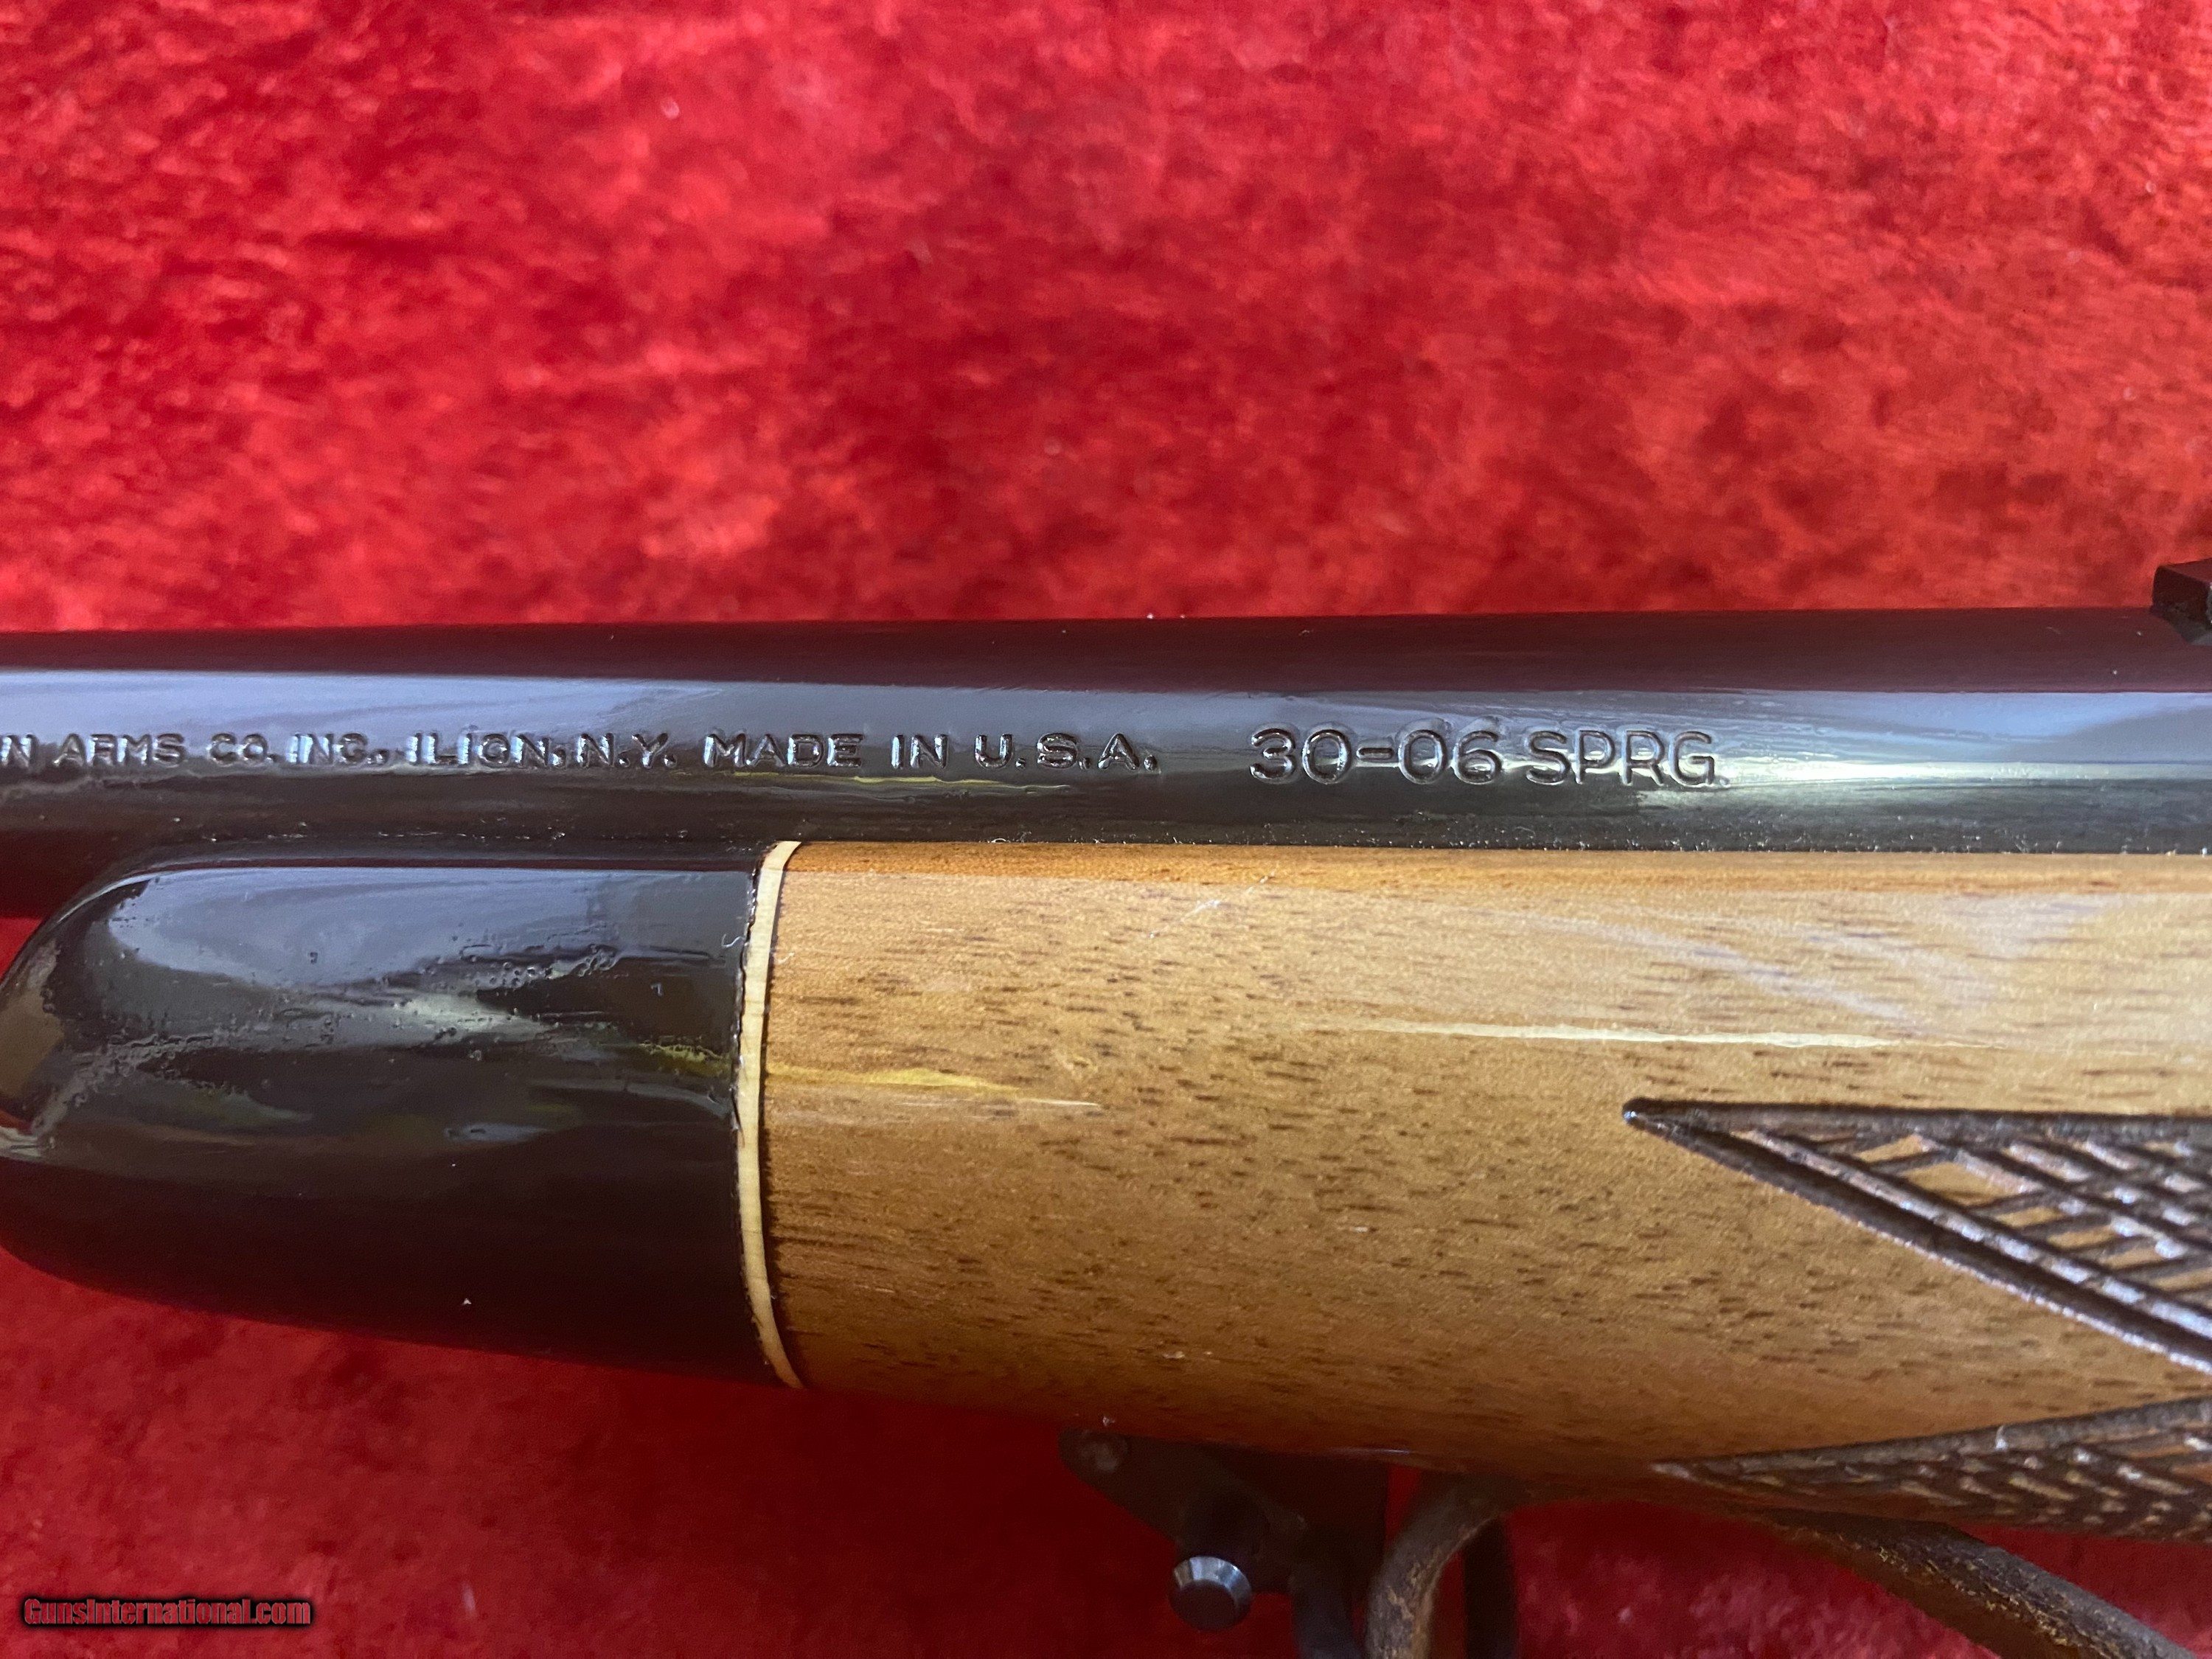 N ARMS CO. INC., ILION, N.Y. MADE IN U.S.A. 30-06 SPRG.
GunsInternational.com